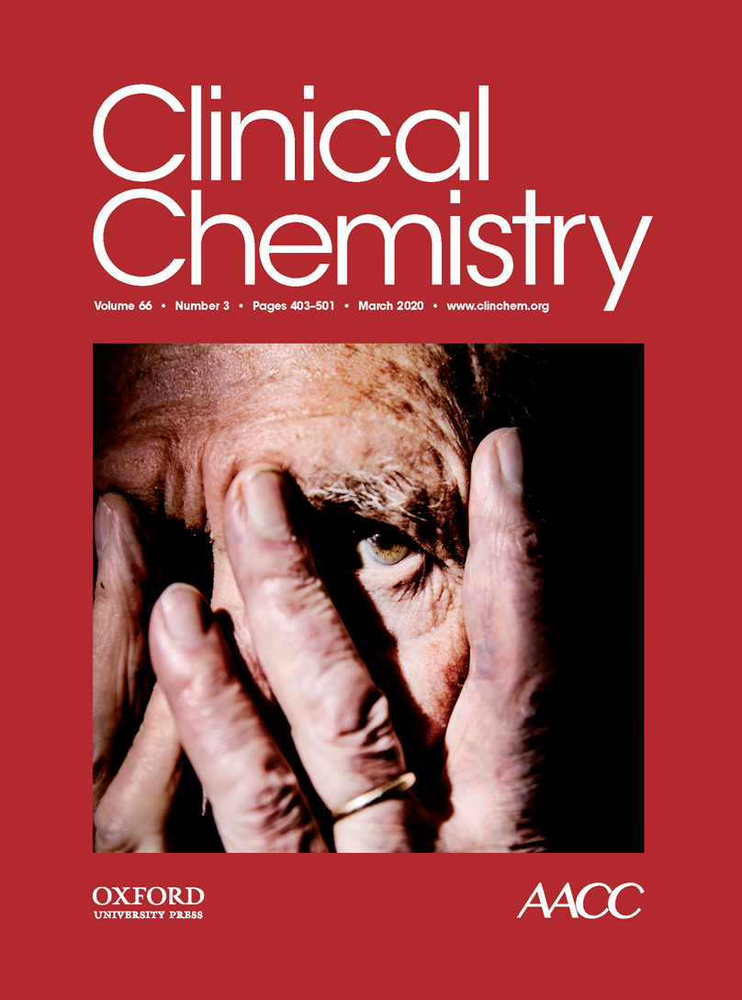 Clinical
Chemistry
Volume 66 • Number 3 • Pages 403–501 • March 2020 • www.clinchem.org
OXFORD
UNIVERSITY PRESS
AACC